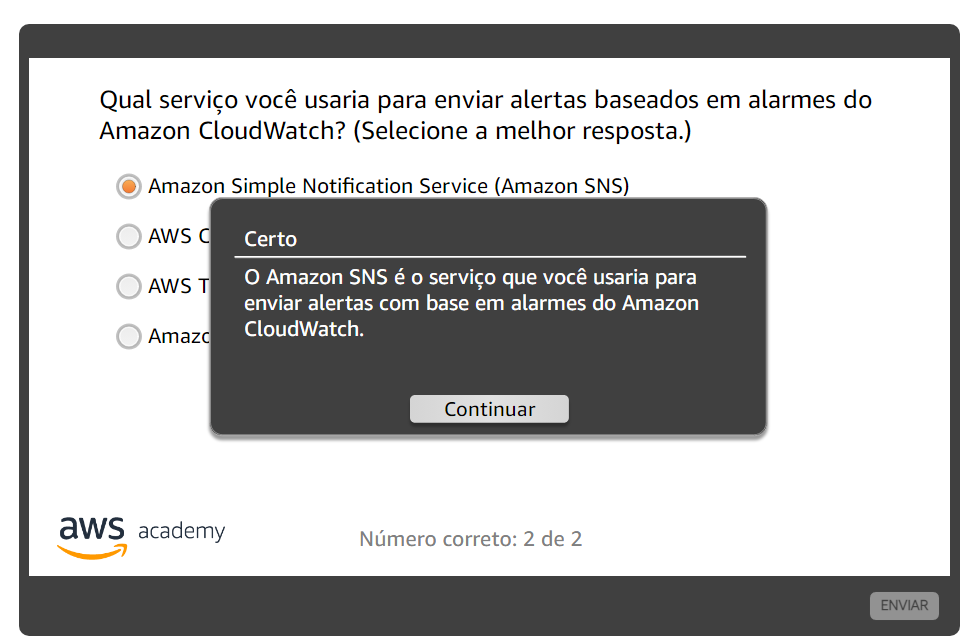 Qual serviço você usaria para enviar alertas baseados em alarmes do
Amazon CloudWatch? (Selecione a melhor resposta.)
Amazon Simple Notification Service (Amazon SNS)
AWS
AWS
Certo
O Amazon SNS é o serviço que você usaria para
enviar alertas com base em alarmes do Amazon
CloudWatch.
Continuar
aws academy
Número correto: 2 de 2
ENVIAR